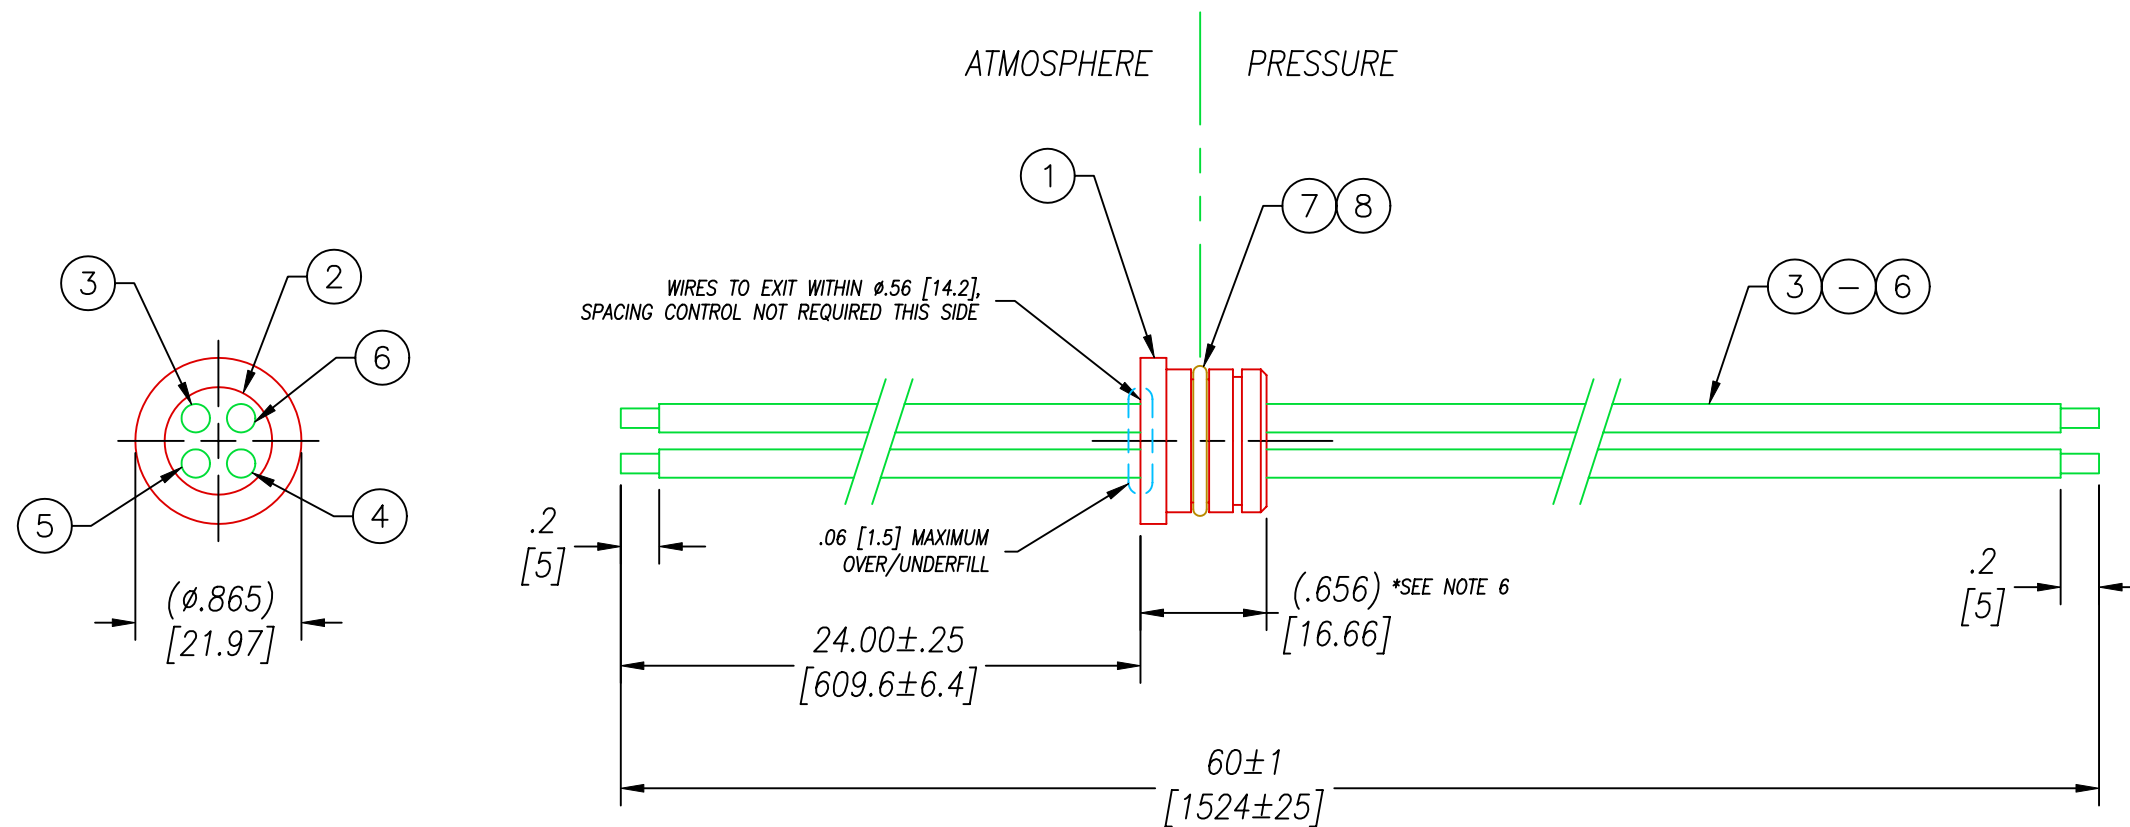 ATMOSPHERE
PRESSURE
1
7 8
3
2
6
5
4
WIRES TO EXIT WITHIN ø.56 [14.2],
SPACING CONTROL NOT REQUIRED THIS SIDE
3 – 6
.2
[5]
.06 [1.5] MAXIMUM
OVER/UNDERFILL
(ø.865)
[21.97]
(.656) *SEE NOTE 6
[16.66]
.2
[5]
24.00±.25
[609.6±6.4]
60±1
[1524±25]